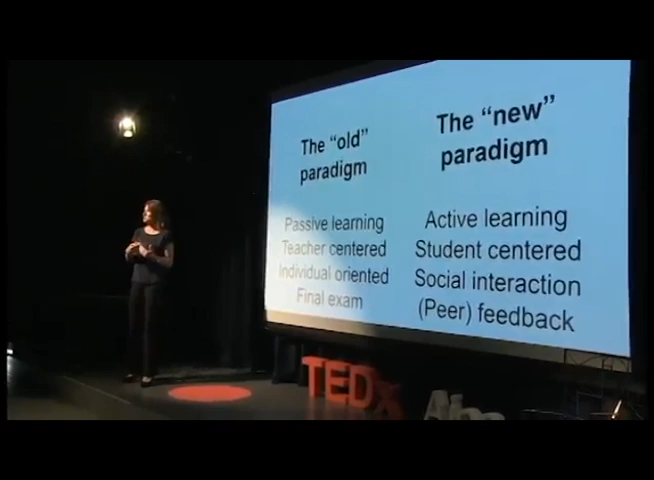 The “old”
paradigm
Passive learning
Teacher centered
Individual oriented
Final exam
The “new”
paradigm
Active learning
Student centered
Social interaction
(Peer) feedback
TEDx